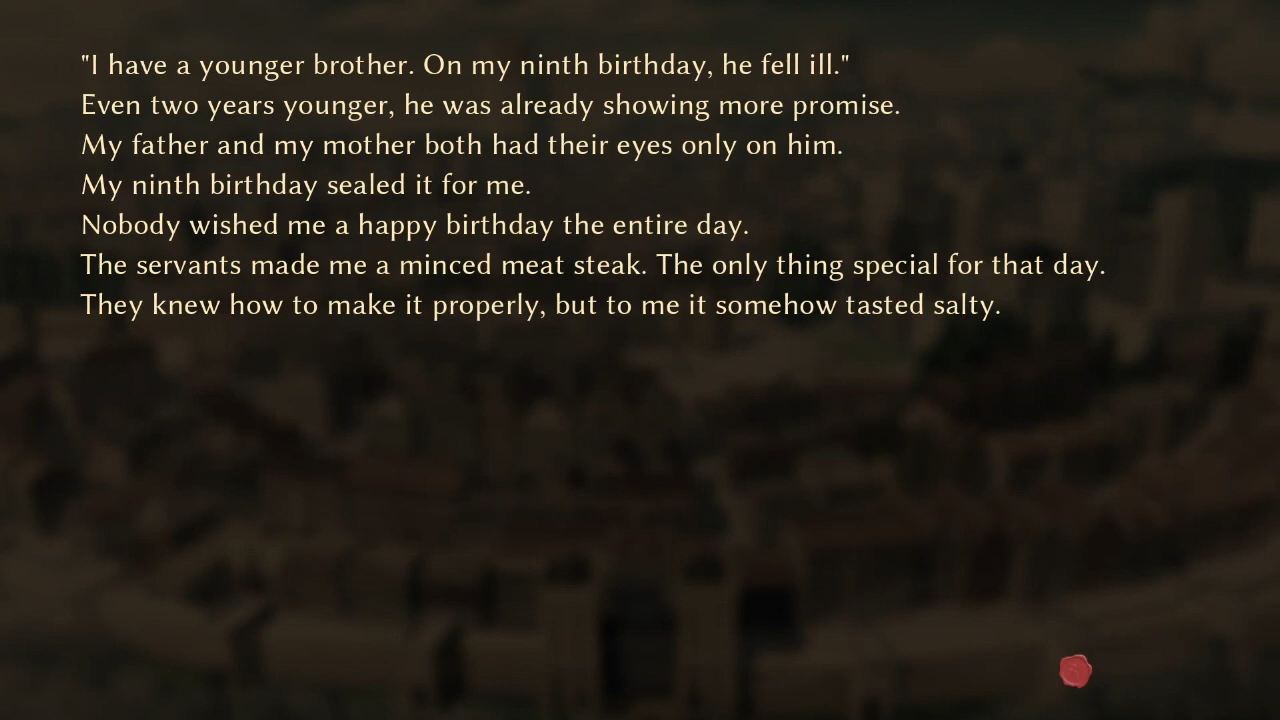 "I have a younger brother. On my ninth birthday, he fell ill."
Even two years younger, he was already showing more promise.
My father and my mother both had their eyes only on him.
My ninth birthday sealed it for me.
Nobody wished me a happy birthday the entire day.
The servants made me a minced meat steak. The only thing special for that day.
They knew how to make it properly, but to me it somehow tasted salty.